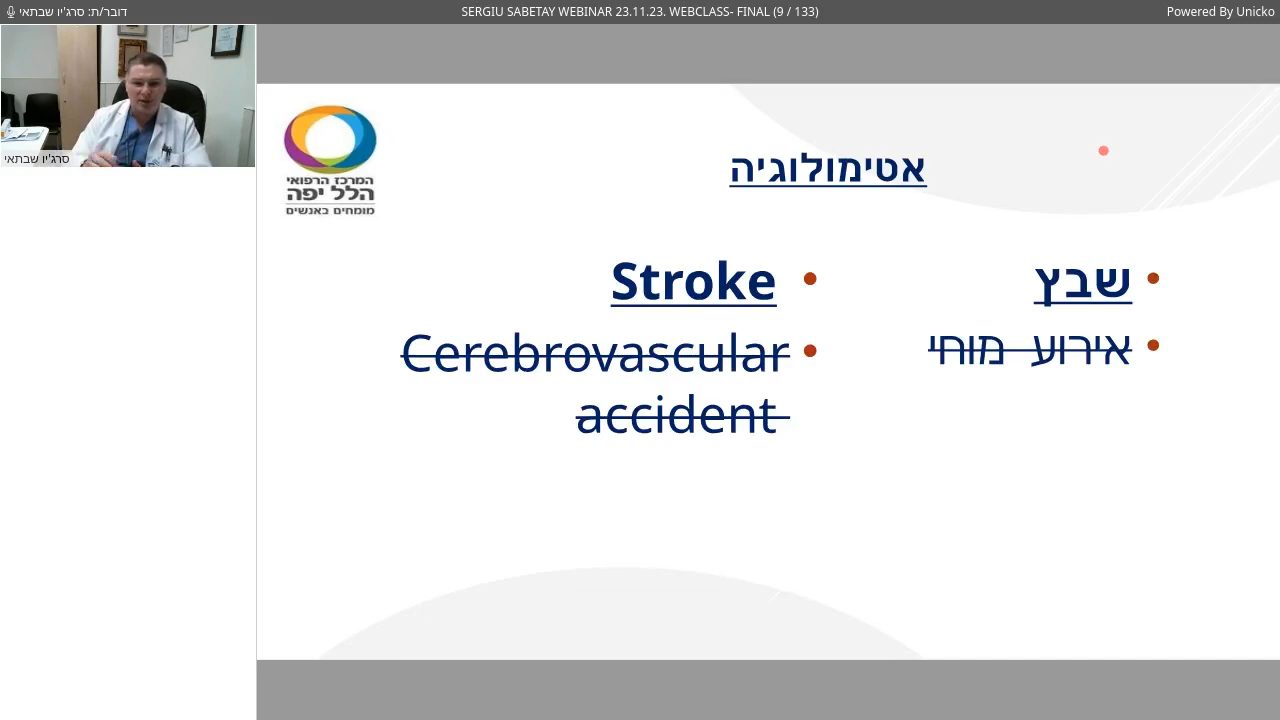 דובר/ת: סרג'יו שבתאי
SERGIU SABETAY WEBINAR 23.11.23. WEBCLASS- FINAL (9 / 133)
Powered By Unicko
סרג'יו שבתאי
המרכז הרפואי
הלל יפה
מומחים באנשים
אטימולוגיה
• שבץ
• אירוע מוחי
• Stroke
• Cerebrovascular
accident